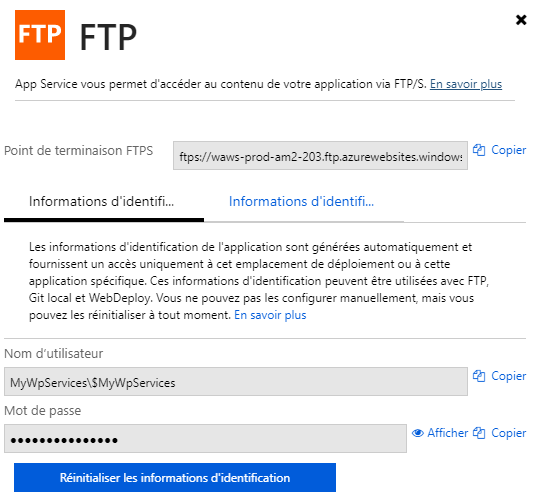 FTP FTP
App Service vous permet d'accéder au contenu de votre application via FTP/S. En savoir plus
Point de terminaison FTPS ftps://waws-prod-am2-203.ftp.azurewebsites.windows Copier
Informations d'identifi... Informations d'identifi...
Les informations d'identification de l'application sont générées automatiquement et
fournissent un accès uniquement à cet emplacement de déploiement ou à cette
application spécifique. Ces informations d'identification peuvent être utilisées avec FTP,
Git local et WebDeploy. Vous ne pouvez pas les configurer manuellement, mais vous
pouvez les réinitialiser à tout moment. En savoir plus
Nom d'utilisateur
MyWpServices\$MyWpServices Copier
Mot de passe
●●●●●●●●●●●●●●● Afficher Copier
Réinitialiser les informations d'identification